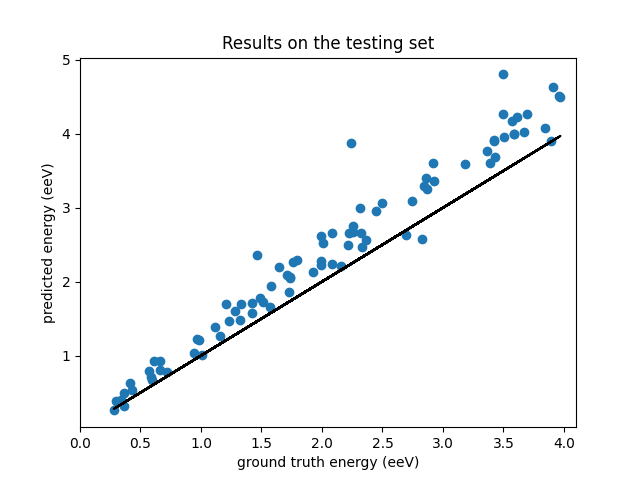 Results on the testing set
predicted energy (eeV)
5
4
3
2
1
0.0 0.5 1.0 1.5 2.0 2.5 3.0 3.5 4.0
ground truth energy (eeV)